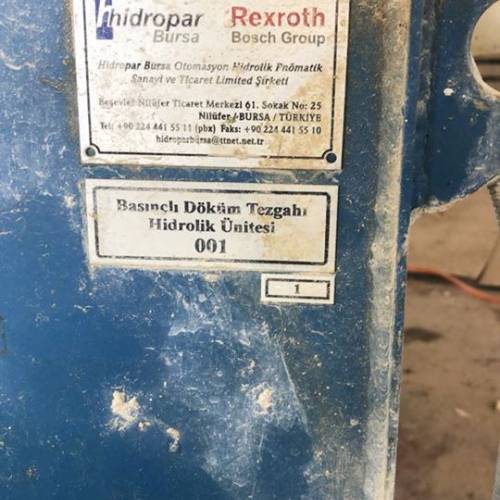 hidropar Rexroth
Bursa Bosch Group
Hidropar Bursa Otomasyon Hidrolik Pnömatik
Sanayi ve Ticaret Limited Şirketi
Beşevler Nilüfer Ticaret Merkezi 61. Sokak No: 25
Nilüfer / BURSA / TÜRKİYE
Tel: +90 224 441 55 11 (pbx) Faks: +90 224 441 55 10
hidroparbursa@ttnet.net.tr
Basınçlı Döküm Tezgahı
Hidrolik Ünitesi
001
1